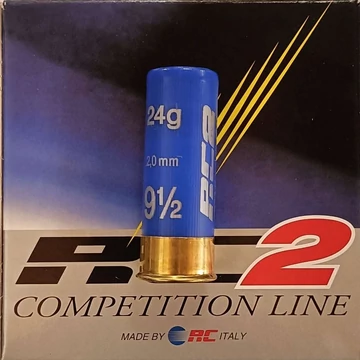 24g
2,0 mm
9½
RC2
RC2
COMPETITION LINE
MADE BY RC ITALY